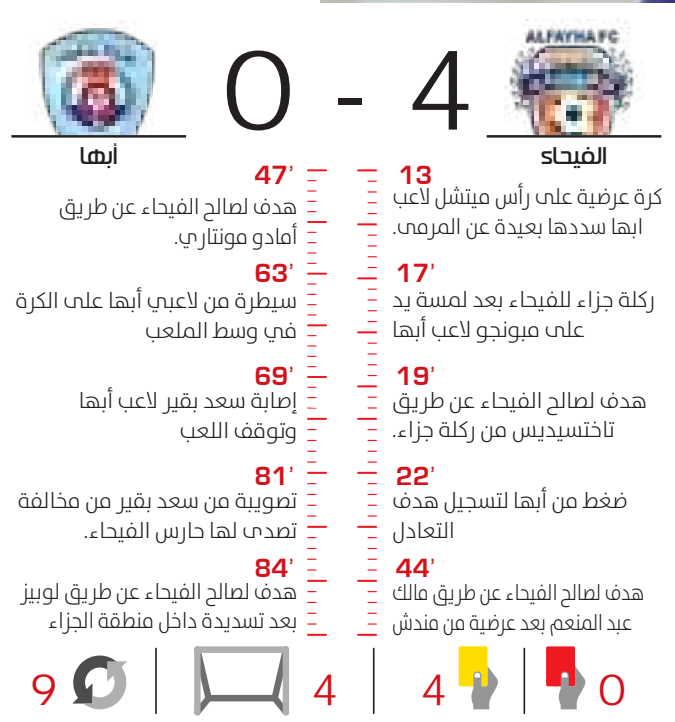 ALFAYHA FC
4 - 0
الفيحاء
أبها
13
كرة عرضية على رأس ميتشل لاعب
ابها سددها بعيدة عن المرمى.
17’
ركلة جزاء للفيحاء بعد لمسة يد
على مبونجو لاعب أبها
19’
هدف لصالح الفيحاء عن طريق
تاختسيديس من ركلة جزاء.
22’
ضغط من أبها لتسجيل هدف
التعادل
44’
هدف لصالح الفيحاء عن طريق مالك
عبد المنعم بعد عرضية من مندش
47’
هدف لصالح الفيحاء عن طريق
أمادو مونتاري.
63’
سيطرة من لاعبي أبها على الكرة
في وسط الملعب
69’
إصابة سعد بقير لاعب أبها
وتوقف اللعب
81’
تصويبة من سعد بقير من مخالفة
تصدى لها حارس الفيحاء.
84’
هدف لصالح الفيحاء عن طريق لوبيز
بعد تسديدة داخل منطقة الجزاء
0
4
4
9